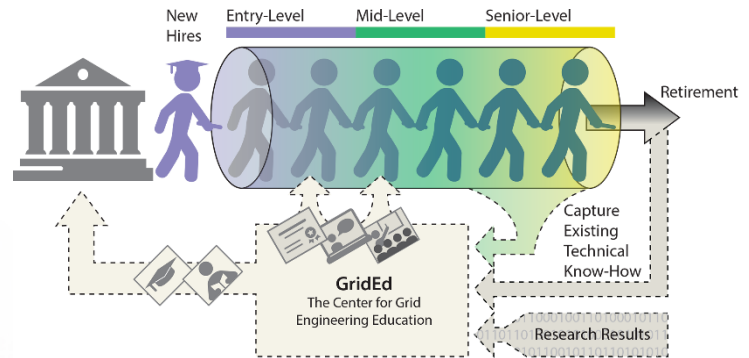 New
Hires
Entry-Level
Mid-Level
Senior-Level
Retirement
Capture
Existing
Technical
Know-How
GridEd
The Center for Grid
Engineering Education
Research Results